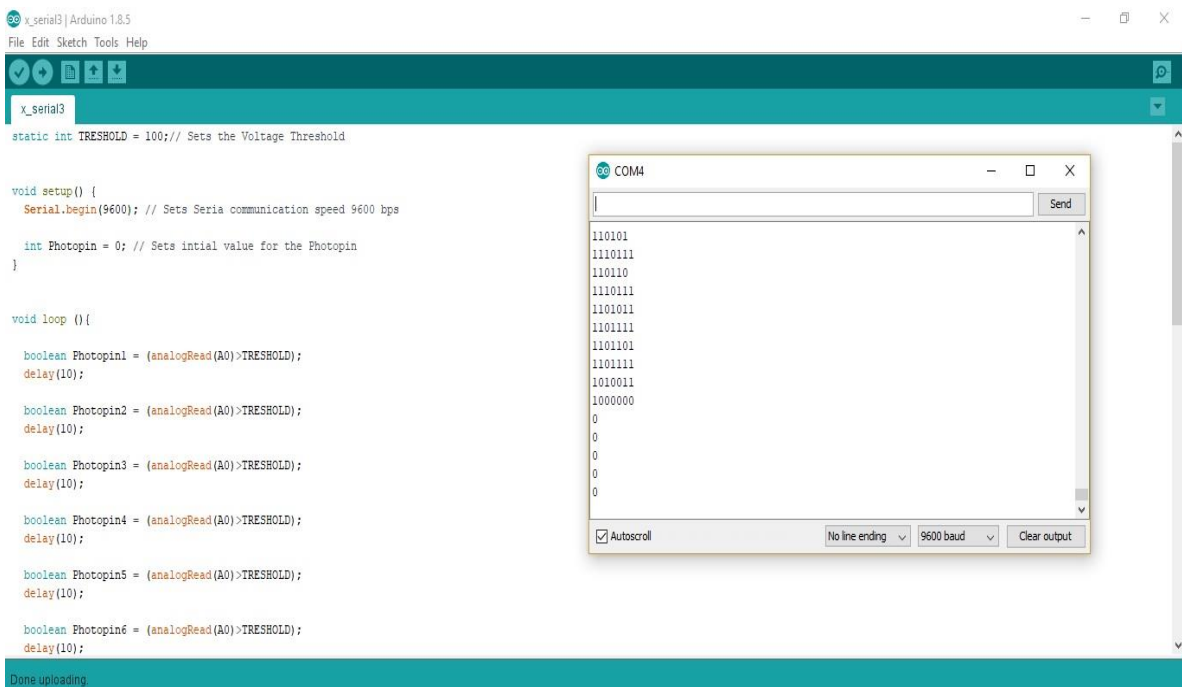 x_serial3 | Arduino 1.8.5
File Edit Sketch Tools Help
x_serial3
static int TRESHOLD = 100;// Sets the Voltage Threshold
void setup() {
Serial.begin(9600); // Sets Seria communication speed 9600 bps
int Photopin = 0; // Sets intial value for the Photopin
}
void loop (){
boolean Photopin1 = (analogRead(A0)>TRESHOLD);
delay(10);
boolean Photopin2 = (analogRead(A0)>TRESHOLD);
delay(10);
boolean Photopin3 = (analogRead(A0)>TRESHOLD);
delay(10);
boolean Photopin4 = (analogRead(A0)>TRESHOLD);
delay(10);
boolean Photopin5 = (analogRead(A0)>TRESHOLD);
delay(10);
boolean Photopin6 = (analogRead(A0)>TRESHOLD);
delay(10);
Done uploading.
COM4
Send
110101
1110111
110110
1110111
1101011
1101111
1101101
1101111
1010011
1000000
0
0
0
0
0
Autoscroll
No line ending
9600 baud
Clear output